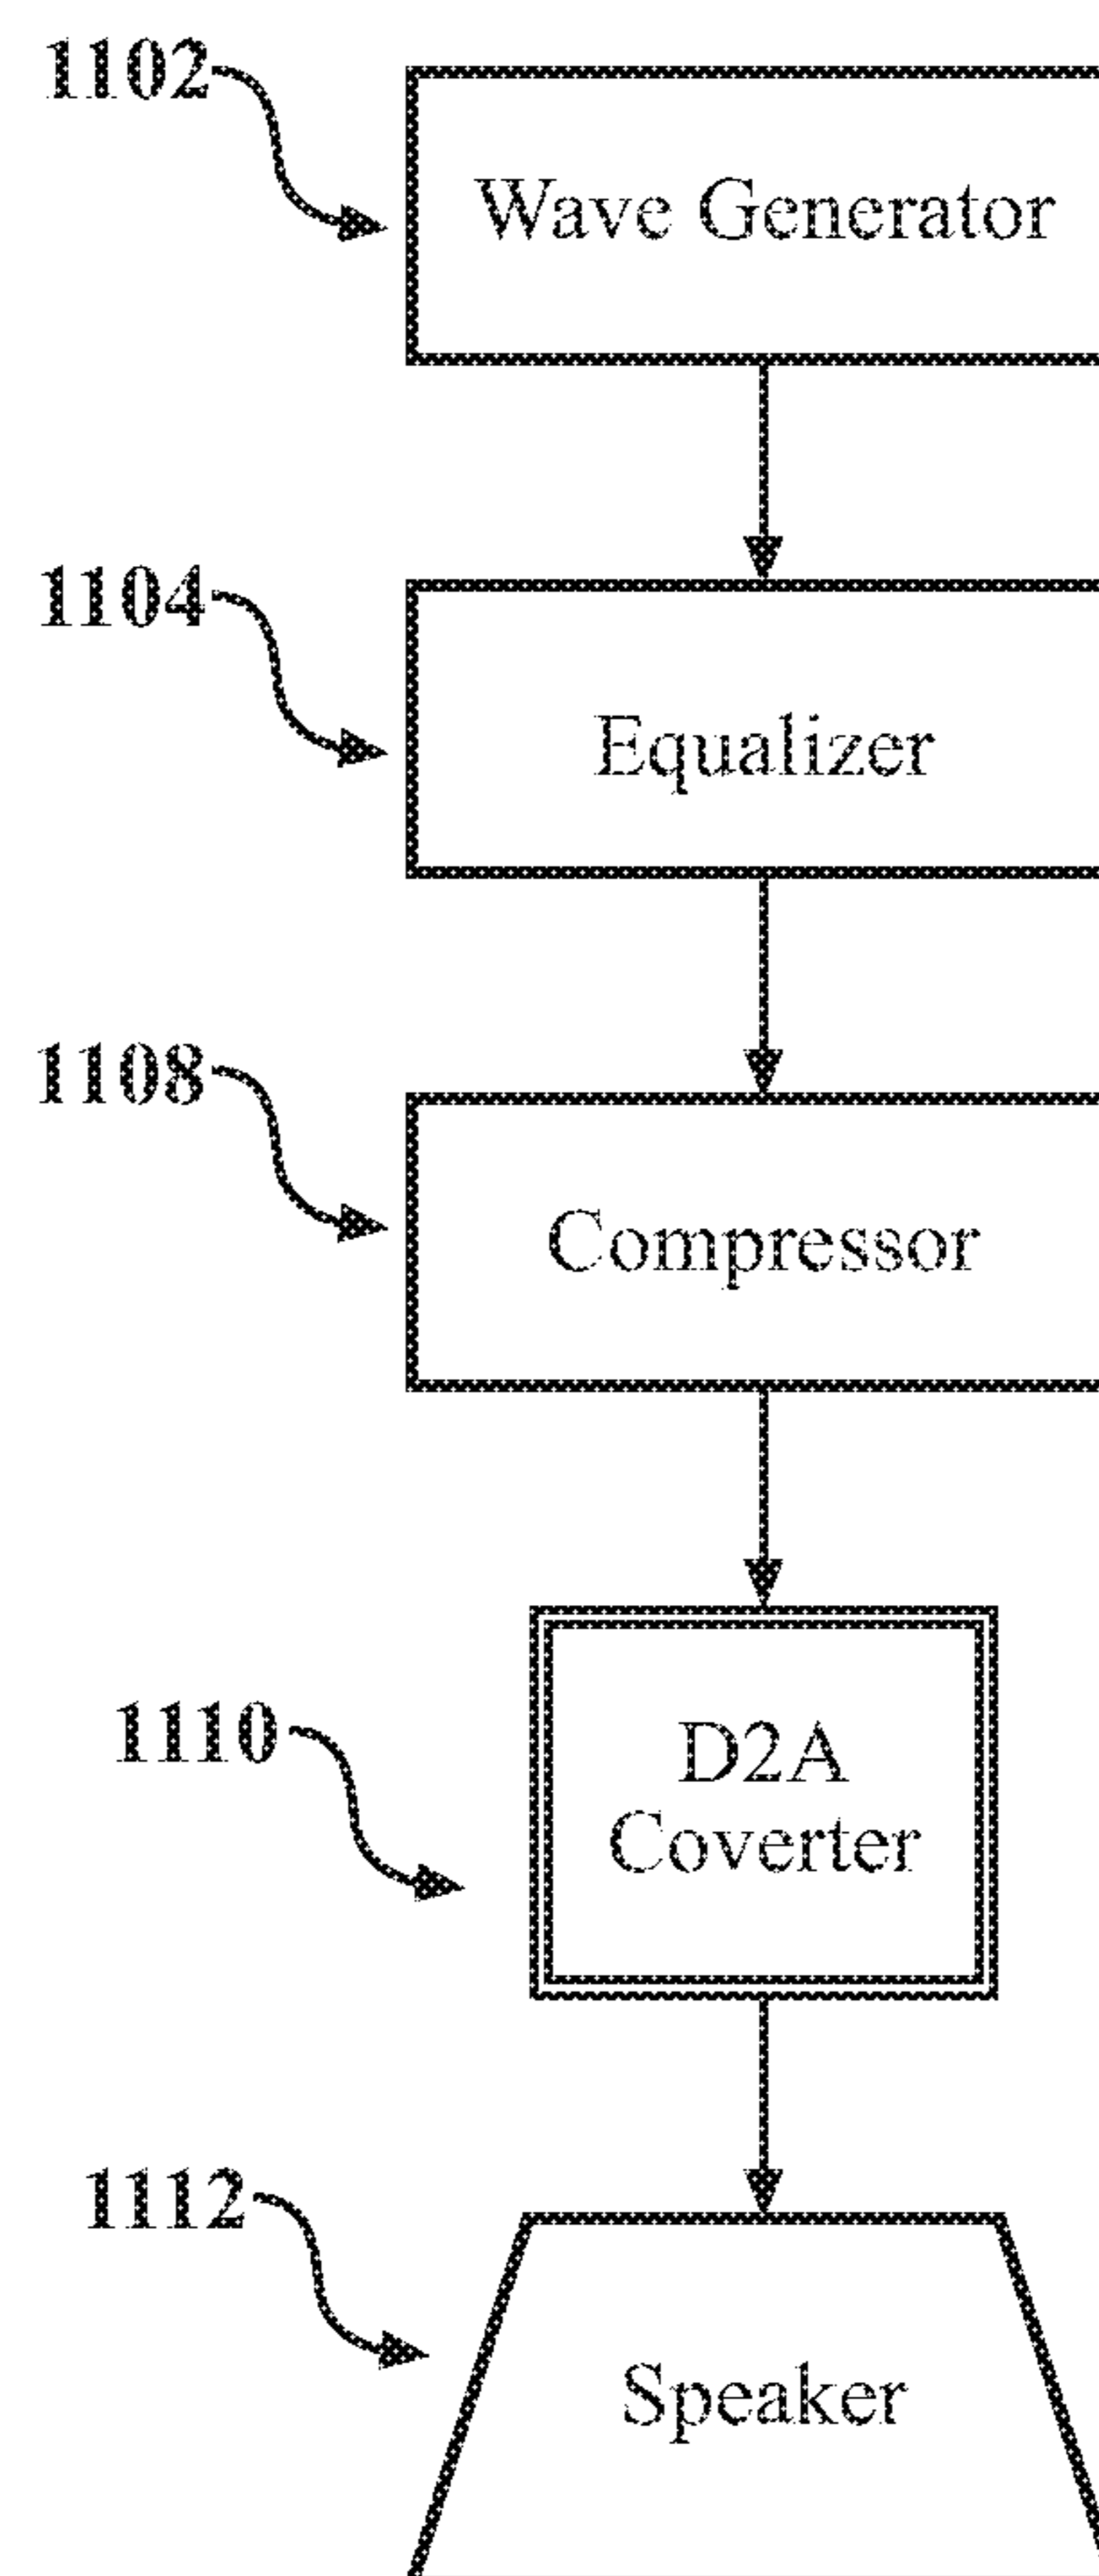 1102
Wave Generator
1104
Equalizer
1108
Compressor
1110
D2A
Coverter
1112
Speaker